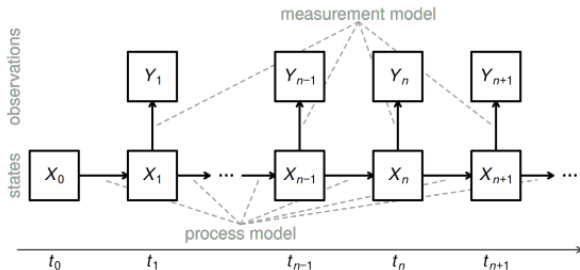 measurement model
observations
Y₁ Yₙ₋₁ Yₙ Yₙ₊₁
states
X₀ X₁ ... Xₙ₋₁ Xₙ Xₙ₊₁ ...
process model
t₀ t₁ tₙ₋₁ tₙ tₙ₊₁